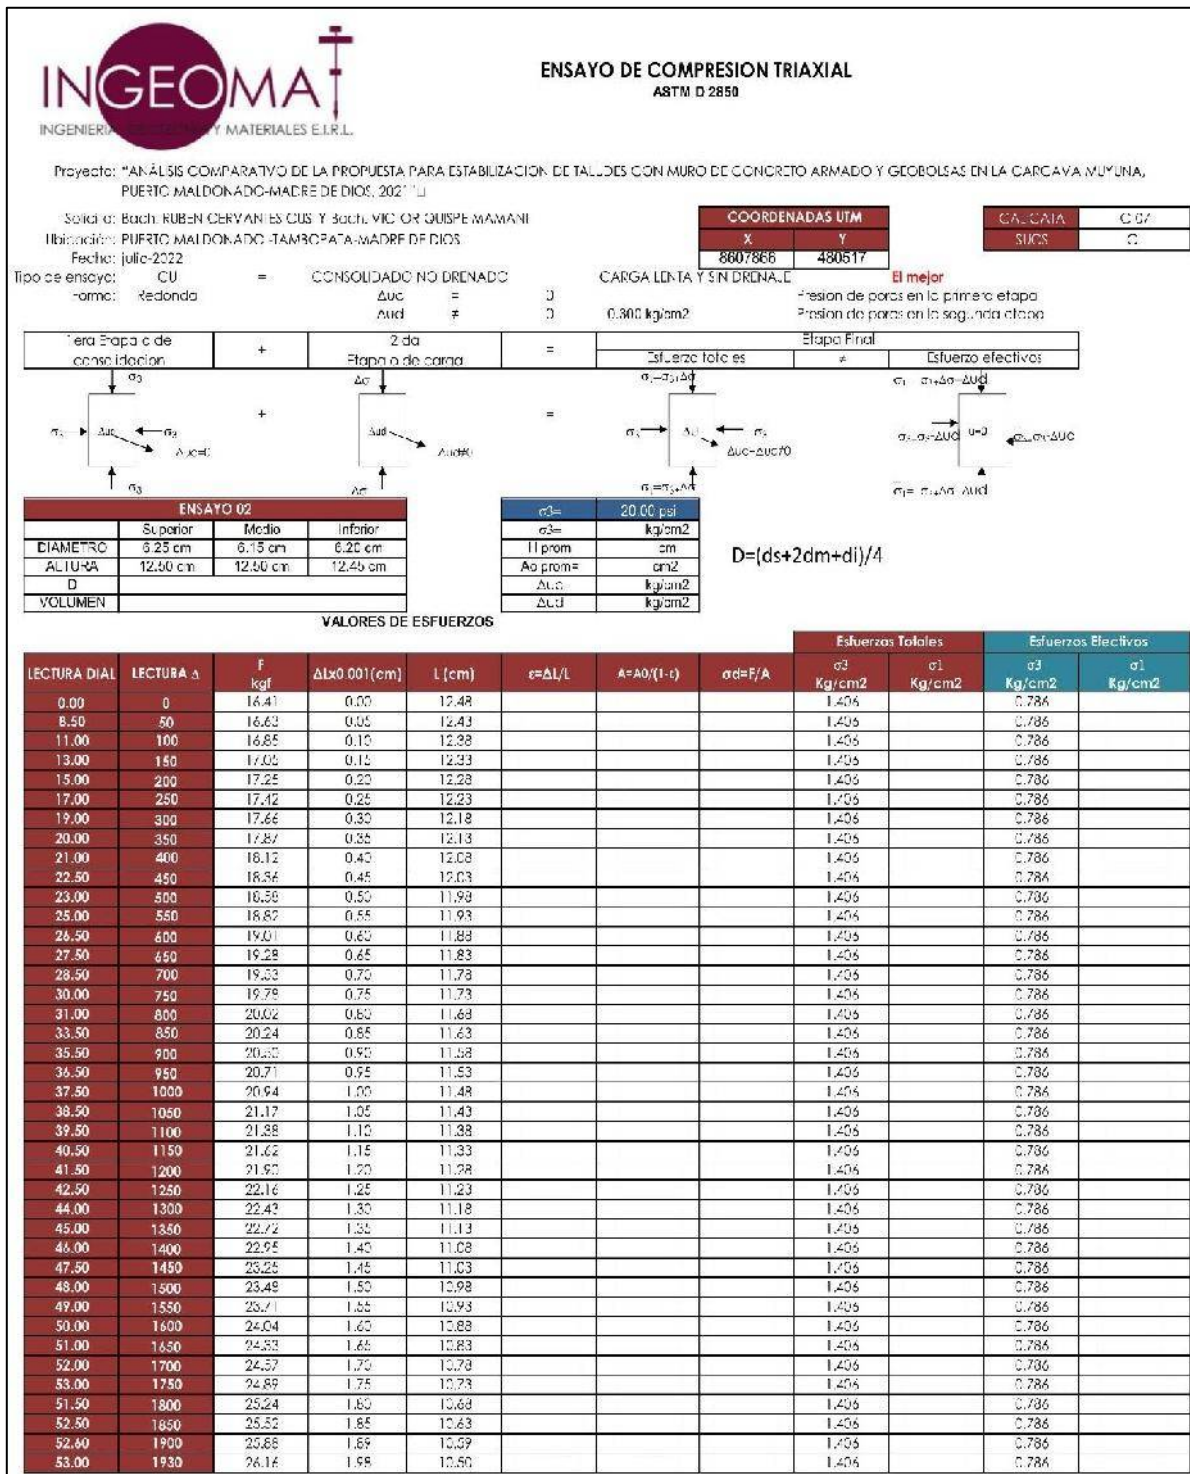 INGEOMAT
INGENIERIA Y MATERIALES E.I.R.L.
ENSAYO DE COMPRESION TRIAXIAL
ASTM D 2850
Proyecto: "ANÁLISIS COMPARATIVO DE LA PROPUESTA PARA ESTABILIZACION DE TALUDES CON MURO DE CONCRETO ARMADO Y GEOBOLSAS EN LA CARCAVA MUYUNA,
PUERTO MALDONADO-MADRE DE DIOS, 2021"
Solicita: Bach. RUBEN CERVANTES CUS Y Bach. VICTOR QUISPE MAMANI
COORDENADAS UTM
CALICATA
Ubicación: PUERTO MALDONADO -TAMBOPATA-MADRE DE DIOS
X Y
SUCS
Fecha: julio-2022
8607866 480517
Tipo de ensayo: CU = CONSOLIDADO NO DRENADO CARGA LENTA Y SIN DRENAJE El mejor
Forma: Redonda Δuc = 0 Presion de poros en la primera etapa
Δud ≠ 0 0.300 kg/cm2 Presion de poros en la segunda etapa
1era Etapa o de consolidacion + 2 da Etapa o de carga = Etapa Final
Esfuerzo totales ≠ Esfuerzo efectivos
σ3 Δσ σ1=σ3+Δσ
+ =
Δuc σ3 Δud u=0
Δuc=0 Δud≠0
σ3 Δσ σ1=σ3+Δσ
ENSAYO 02 σ3= 20.00 psi
Superior Medio Inferior σ3= kg/cm2
DIAMETRO 6.25 cm 6.15 cm 6.20 cm H prom cm D=(ds+2dm+di)/4
ALTURA 12.50 cm 12.50 cm 12.45 cm Ao prom= cm2
D Δuc kg/cm2
VOLUMEN Δud kg/cm2
VALORES DE ESFUERZOS
Esfuerzos Totales Esfuerzos Efectivos
LECTURA DIAL LECTURA Δ F kgf ΔLx0.001(cm) L (cm) ε=ΔL/L A=A0/(1-ε) σd=F/A σ3 Kg/cm2 σ1 Kg/cm2 σ3 Kg/cm2 σ1 Kg/cm2
0.00 0 16.41 0.00 12.48 1.406 0.786
8.50 50 16.63 0.05 12.43 1.406 0.786
11.00 100 16.85 0.10 12.38 1.406 0.786
13.00 150 17.05 0.15 12.33 1.406 0.786
15.00 200 17.25 0.20 12.28 1.406 0.786
17.00 250 17.42 0.25 12.23 1.406 0.786
19.00 300 17.66 0.30 12.18 1.406 0.786
20.00 350 17.87 0.35 12.13 1.406 0.786
21.00 400 18.12 0.40 12.08 1.406 0.786
22.50 450 18.36 0.45 12.03 1.406 0.786
23.00 500 18.58 0.50 11.98 1.406 0.786
25.00 550 18.82 0.55 11.93 1.406 0.786
26.50 600 19.01 0.60 11.88 1.406 0.786
27.50 650 19.28 0.65 11.83 1.406 0.786
28.50 700 19.53 0.70 11.78 1.406 0.786
30.00 750 19.78 0.75 11.73 1.406 0.786
31.00 800 20.02 0.80 11.68 1.406 0.786
33.50 850 20.24 0.85 11.63 1.406 0.786
35.50 900 20.50 0.90 11.58 1.406 0.786
36.50 950 20.71 0.95 11.53 1.406 0.786
37.50 1000 20.94 1.00 11.48 1.406 0.786
38.50 1050 21.17 1.05 11.43 1.406 0.786
39.50 1100 21.38 1.10 11.38 1.406 0.786
40.50 1150 21.62 1.15 11.33 1.406 0.786
41.50 1200 21.90 1.20 11.28 1.406 0.786
42.50 1250 22.16 1.25 11.23 1.406 0.786
44.00 1300 22.43 1.30 11.18 1.406 0.786
45.00 1350 22.72 1.35 11.13 1.406 0.786
46.00 1400 22.95 1.40 11.08 1.406 0.786
47.50 1450 23.25 1.45 11.03 1.406 0.786
48.00 1500 23.48 1.50 10.98 1.406 0.786
49.00 1550 23.71 1.55 10.93 1.406 0.786
50.00 1600 24.04 1.60 10.88 1.406 0.786
51.00 1650 24.33 1.65 10.83 1.406 0.786
52.00 1700 24.57 1.70 10.78 1.406 0.786
53.00 1750 24.89 1.75 10.73 1.406 0.786
51.50 1800 25.24 1.80 10.68 1.406 0.786
52.50 1850 25.52 1.85 10.63 1.406 0.786
52.60 1900 25.88 1.89 10.59 1.406 0.786
53.00 1930 26.16 1.98 10.50 1.406 0.786